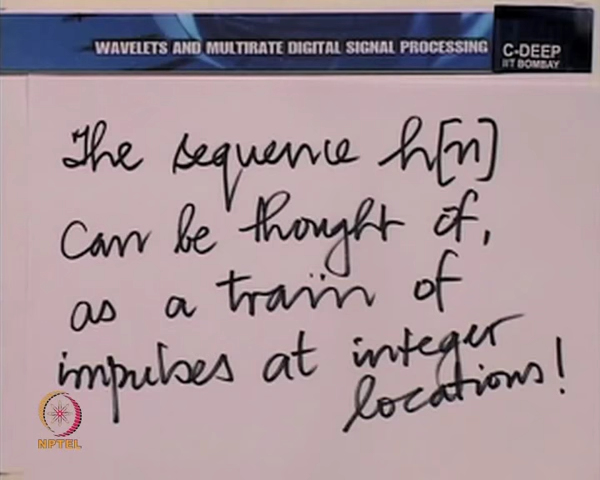 WAVELETS AND MULTIRATE DIGITAL SIGNAL PROCESSING
C-DEEP
IIT BOMBAY
The sequence h[n]
can be thought of,
as a train of
impulses at integer
locations!
NPTEL